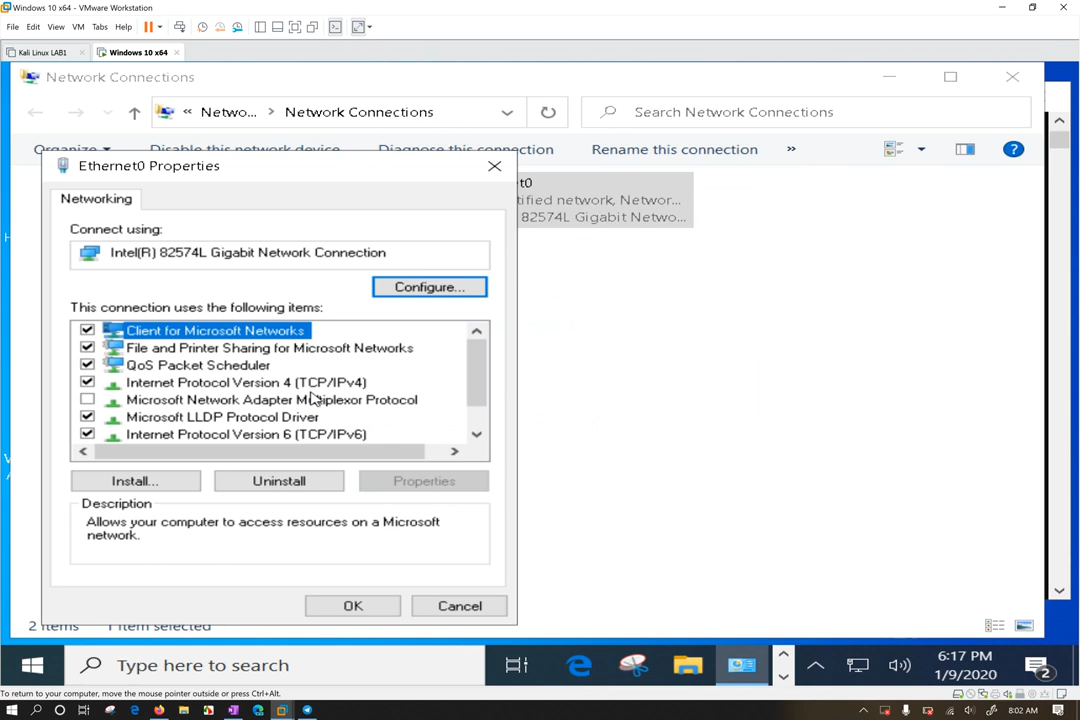 Windows 10 x64 - VMware Workstation
File Edit View VM Tabs Help
Kali Linux LAB1
Windows 10 x64
Network Connections
« Netwo... > Network Connections
Search Network Connections
Organize
Disable this network device
Diagnose this connection
Rename this connection
»
Ethernet0 Properties
et0
tified network, Networ...
82574L Gigabit Netwo...
Networking
Connect using:
Intel(R) 82574L Gigabit Network Connection
Configure...
This connection uses the following items:
Client for Microsoft Networks
File and Printer Sharing for Microsoft Networks
QoS Packet Scheduler
Internet Protocol Version 4 (TCP/IPv4)
Microsoft Network Adapter Multiplexor Protocol
Microsoft LLDP Protocol Driver
Internet Protocol Version 6 (TCP/IPv6)
Install...
Uninstall
Properties
Description
Allows your computer to access resources on a Microsoft
network.
OK
Cancel
2 items
1 item selected
Type here to search
6:17 PM
1/9/2020
2
To return to your computer, move the mouse pointer outside or press Ctrl+Alt.
8:02 AM